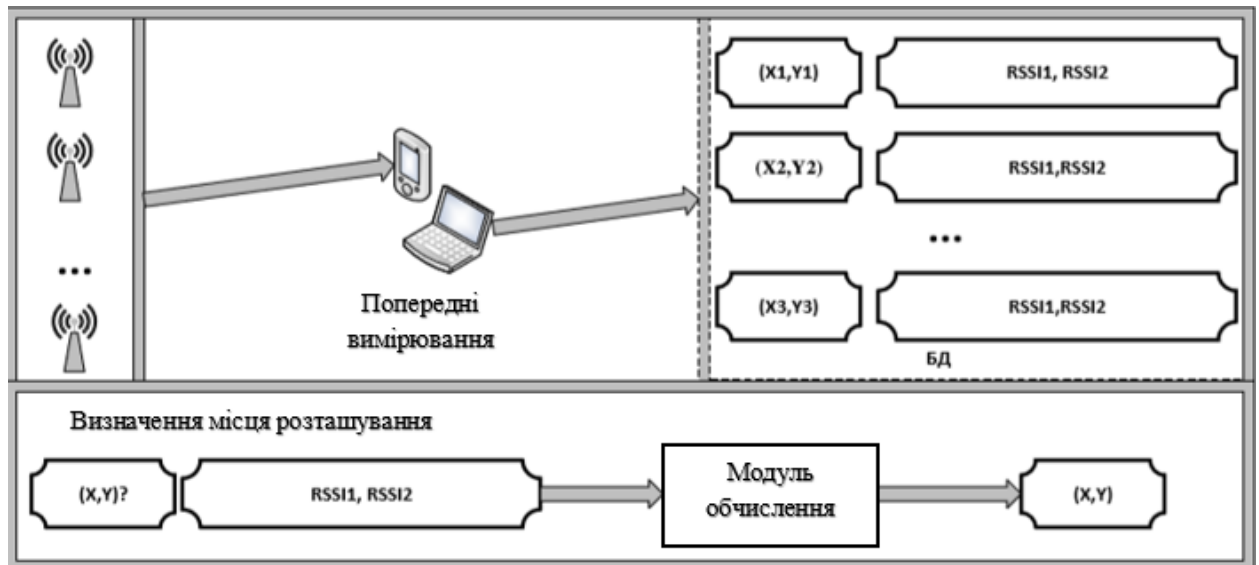 (X1,Y1) RSSI1, RSSI2
(X2,Y2) RSSI1,RSSI2
...
...
(X3,Y3) RSSI1,RSSI2
БД
Попередні
вимірювання
Визначення місця розташування
(X,Y)? RSSI1, RSSI2
Модуль
обчислення
(X,Y)